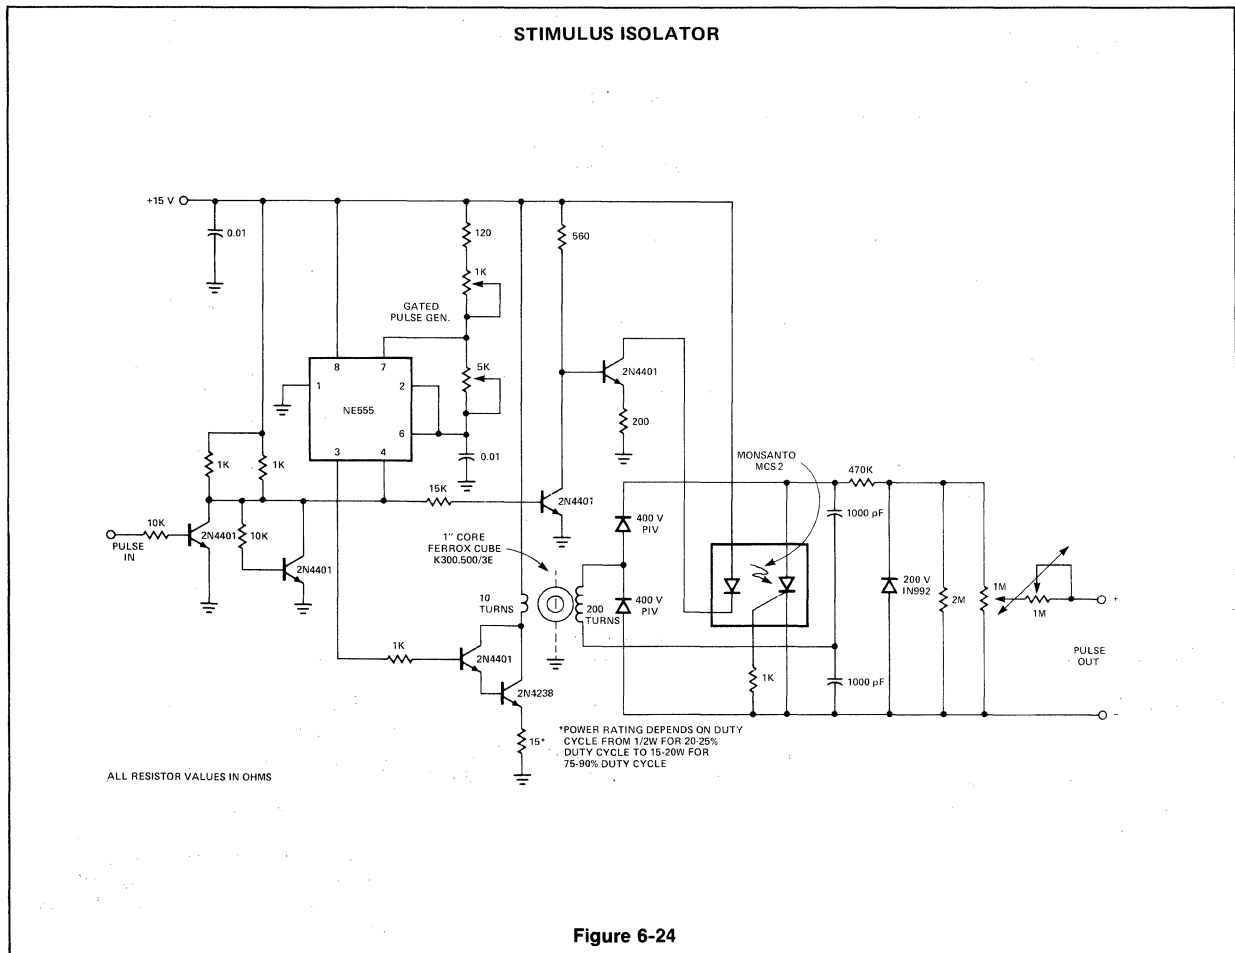 STIMULUS ISOLATOR
+15 V
0.01
120
560
1K
GATED
PULSE GEN.
8
7
5K
2N4401
1
2
NE555
200
6
3
4
0.01
MONSANTO
MCS2
470K
1K
1K
15K
2N4401
400 V
PIV
1000 pF
10K
PULSE
IN
2N4401
10K
1" CORE
FERROX CUBE
K300.500/3E
2N4401
10
TURNS
200
TURNS
400 V
PIV
200 V
IN992
2M
1M
1M
+
PULSE
OUT
1K
2N4401
1K
1000 pF
2N4238
–
15*
*POWER RATING DEPENDS ON DUTY
CYCLE FROM 1/2W FOR 20-25%
DUTY CYCLE TO 15-20W FOR
75-90% DUTY CYCLE
ALL RESISTOR VALUES IN OHMS
Figure 6-24